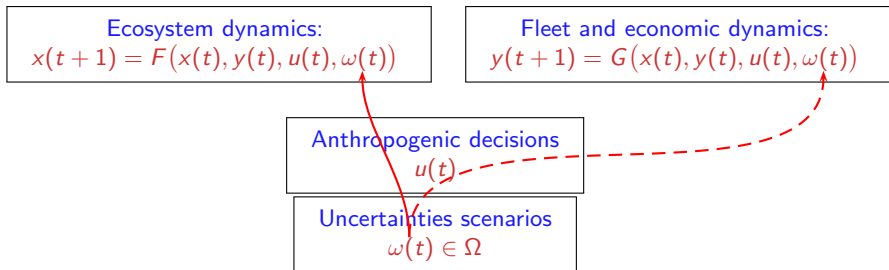 Ecosystem dynamics:
x(t + 1) = F(x(t), y(t), u(t), ω(t))
Fleet and economic dynamics:
y(t + 1) = G(x(t), y(t), u(t), ω(t))
Anthropogenic decisions
u(t)
Uncertainties scenarios
ω(t) ∈ Ω